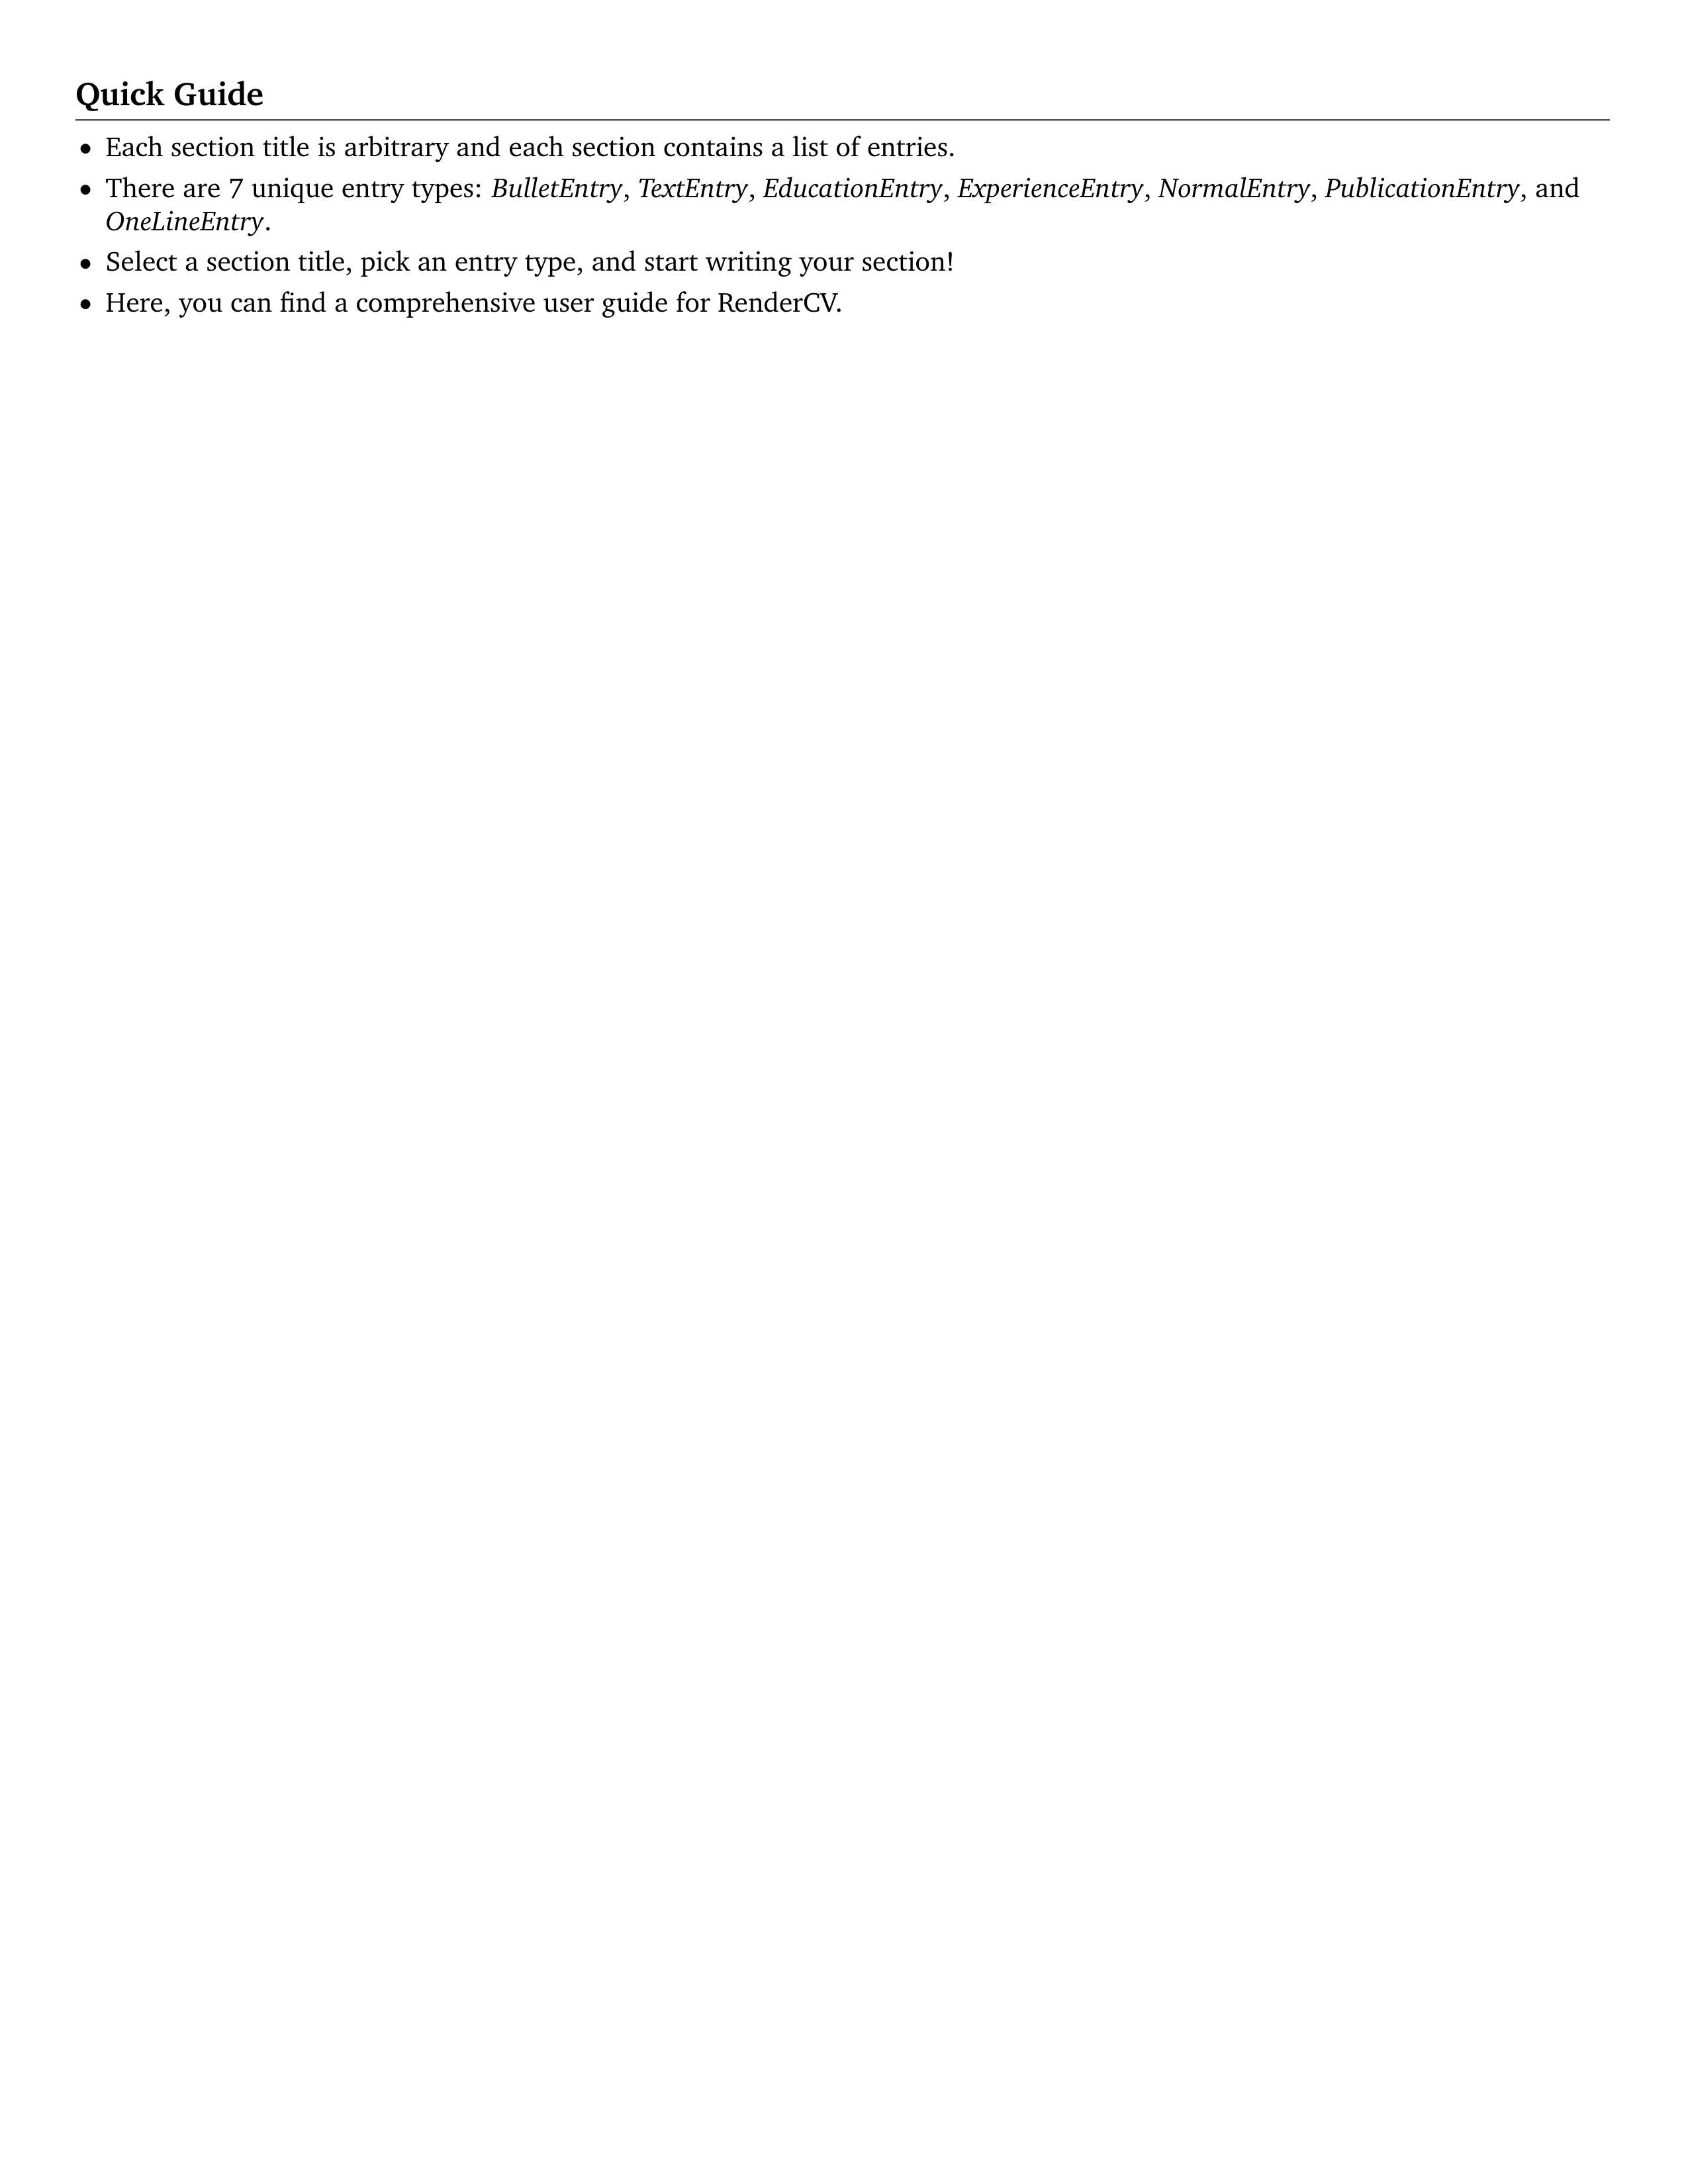 Quick Guide
• Each section title is arbitrary and each section contains a list of entries.
• There are 7 unique entry types: BulletEntry, TextEntry, EducationEntry, ExperienceEntry, NormalEntry, PublicationEntry, and
OneLineEntry.
• Select a section title, pick an entry type, and start writing your section!
• Here, you can find a comprehensive user guide for RenderCV.